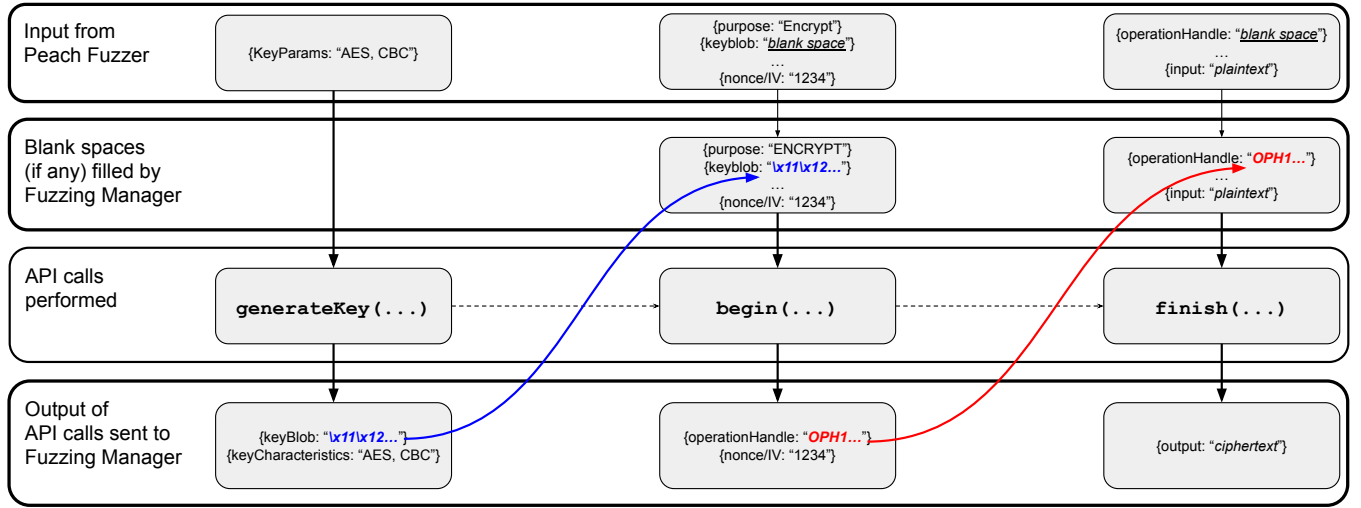 Input from
Peach Fuzzer
{KeyParams: “AES, CBC”}
{purpose: “Encrypt”}
{keyblob: “blank space”}
…
{nonce/IV: “1234”}
{operationHandle: “blank space”}
…
{input: “plaintext”}
Blank spaces
(if any) filled by
Fuzzing Manager
{purpose: “ENCRYPT”}
{keyblob: “\x11\x12…”}
…
{nonce/IV: “1234”}
{operationHandle: “OPH1…”}
…
{input: “plaintext”}
API calls
performed
generateKey(...)
begin(...)
finish(...)
Output of
API calls sent to
Fuzzing Manager
{keyBlob: “\x11\x12…”}
{keyCharacteristics: “AES, CBC”}
{operationHandle: “OPH1…”}
{nonce/IV: “1234”}
{output: “ciphertext”}